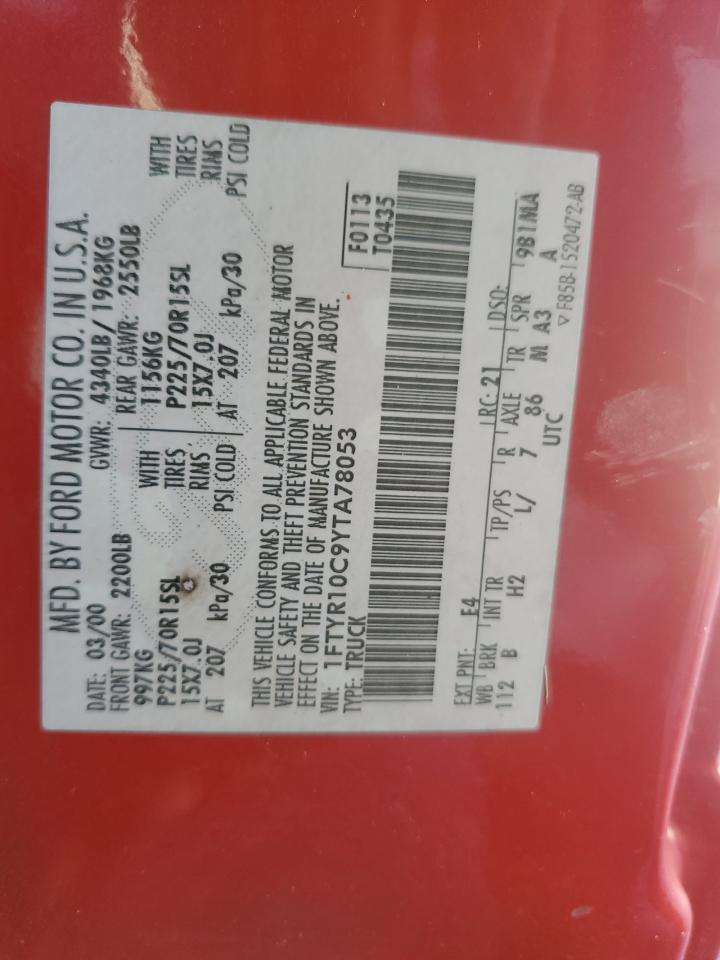 MFD. BY FORD MOTOR CO. IN U.S.A.
DATE: 03/00 GVWR: 4340LB/ 1968KG
FRONT GAWR: 2200LB REAR GAWR: 2550LB
997KG WITH 1156KG WITH
P225/70R15SL TIRES P225/70R15SL TIRES
15X7.0J RIMS 15X7.0J RIMS
AT 207 kPa/30 PSI COLD AT 207 kPa/30 PSI COLD
THIS VEHICLE CONFORMS TO ALL APPLICABLE FEDERAL MOTOR
VEHICLE SAFETY AND THEFT PREVENTION STANDARDS IN
EFFECT ON THE DATE OF MANUFACTURE SHOWN ABOVE.
VIN: 1FTYR10C9YTA78053 F0113
TYPE: TRUCK T0435
EXT PNT: E4 RC: 21 DSO:
WB BRK INT TR TP/PS R AXLE TR SPR 9B1MA
112 B H2 L/ 7 86 M A3 A
UTC ▽ F85B-1520472-AB